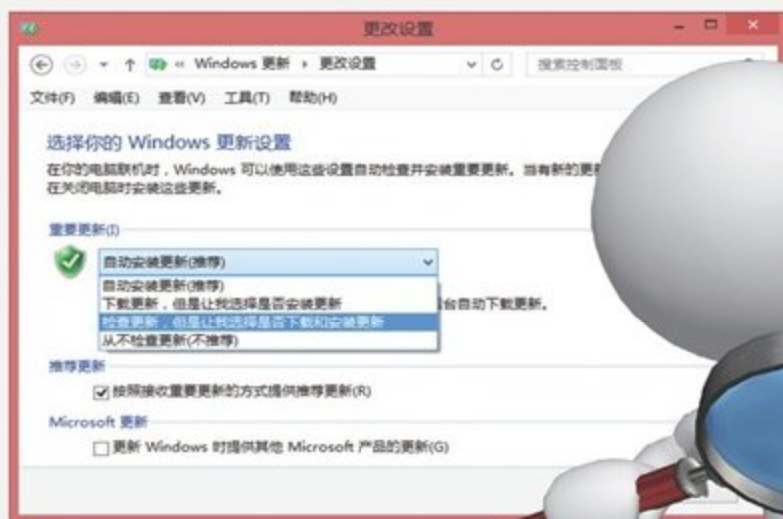 更改设置
« Windows 更新 › 更改设置
搜索控制面板
文件(F) 编辑(E) 查看(V) 工具(T) 帮助(H)
选择你的 Windows 更新设置
在你的电脑联机时，Windows 可以使用这些设置自动检查并安装重要更新。当有新的更
在关闭电脑时安装这些更新。
重要更新(I)
自动安装更新(推荐)
自动安装更新(推荐)
下载更新，但是让我选择是否安装更新
台自动下载更新。
检查更新，但是让我选择是否下载和安装更新
从不检查更新(不推荐)
推荐更新
按照接收重要更新的方式提供推荐更新(R)
Microsoft 更新
更新 Windows 时提供其他 Microsoft 产品的更新(G)